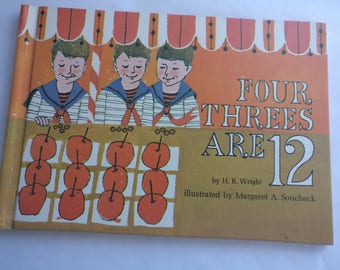 FOUR
THREES
ARE 12
by H. R. Wright
illustrated by Margaret A. Soucheck